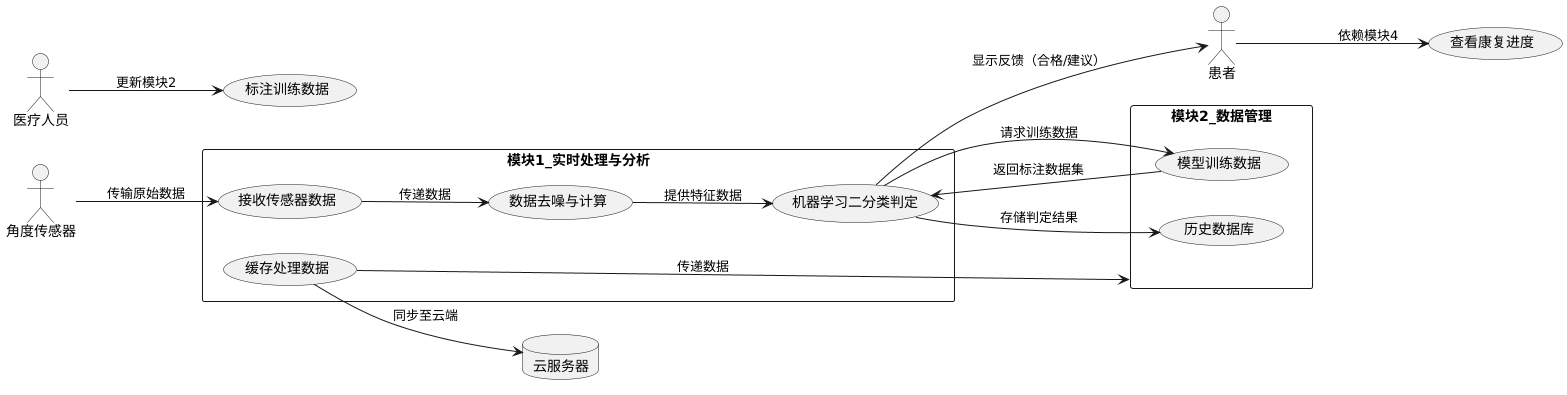 患者
依赖模块4
查看康复进度
显示反馈（合格/建议）
医疗人员
更新模块2
标注训练数据
模块1_实时处理与分析
模块2_数据管理
角度传感器
传输原始数据
接收传感器数据
传递数据
数据去噪与计算
提供特征数据
机器学习二分类判定
请求训练数据
返回标注数据集
模型训练数据
存储判定结果
历史数据库
缓存处理数据
传递数据
同步至云端
云服务器